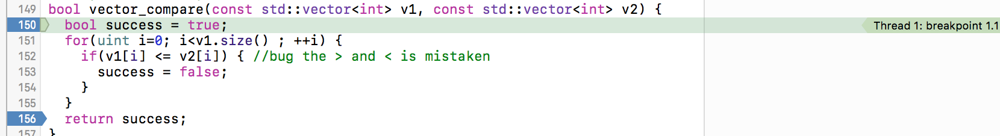 149 bool vector_compare(const std::vector<int> v1, const std::vector<int> v2) {
150 bool success = true; Thread 1: breakpoint 1.1
151 for(uint i=0; i<v1.size() ; ++i) {
152 if(v1[i] <= v2[i]) { //bug the > and < is mistaken
153 success = false;
154 }
155 }
156 return success;
157 }